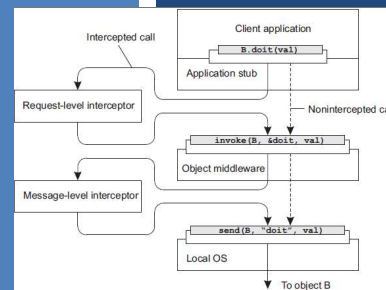 Client application
Intercepted call
B.doit(val)
Application stub
Request-level interceptor
Nonintercepted ca
invoke(B, &doit, val)
Object middleware
Message-level interceptor
send(B, "doit", val)
Local OS
To object B